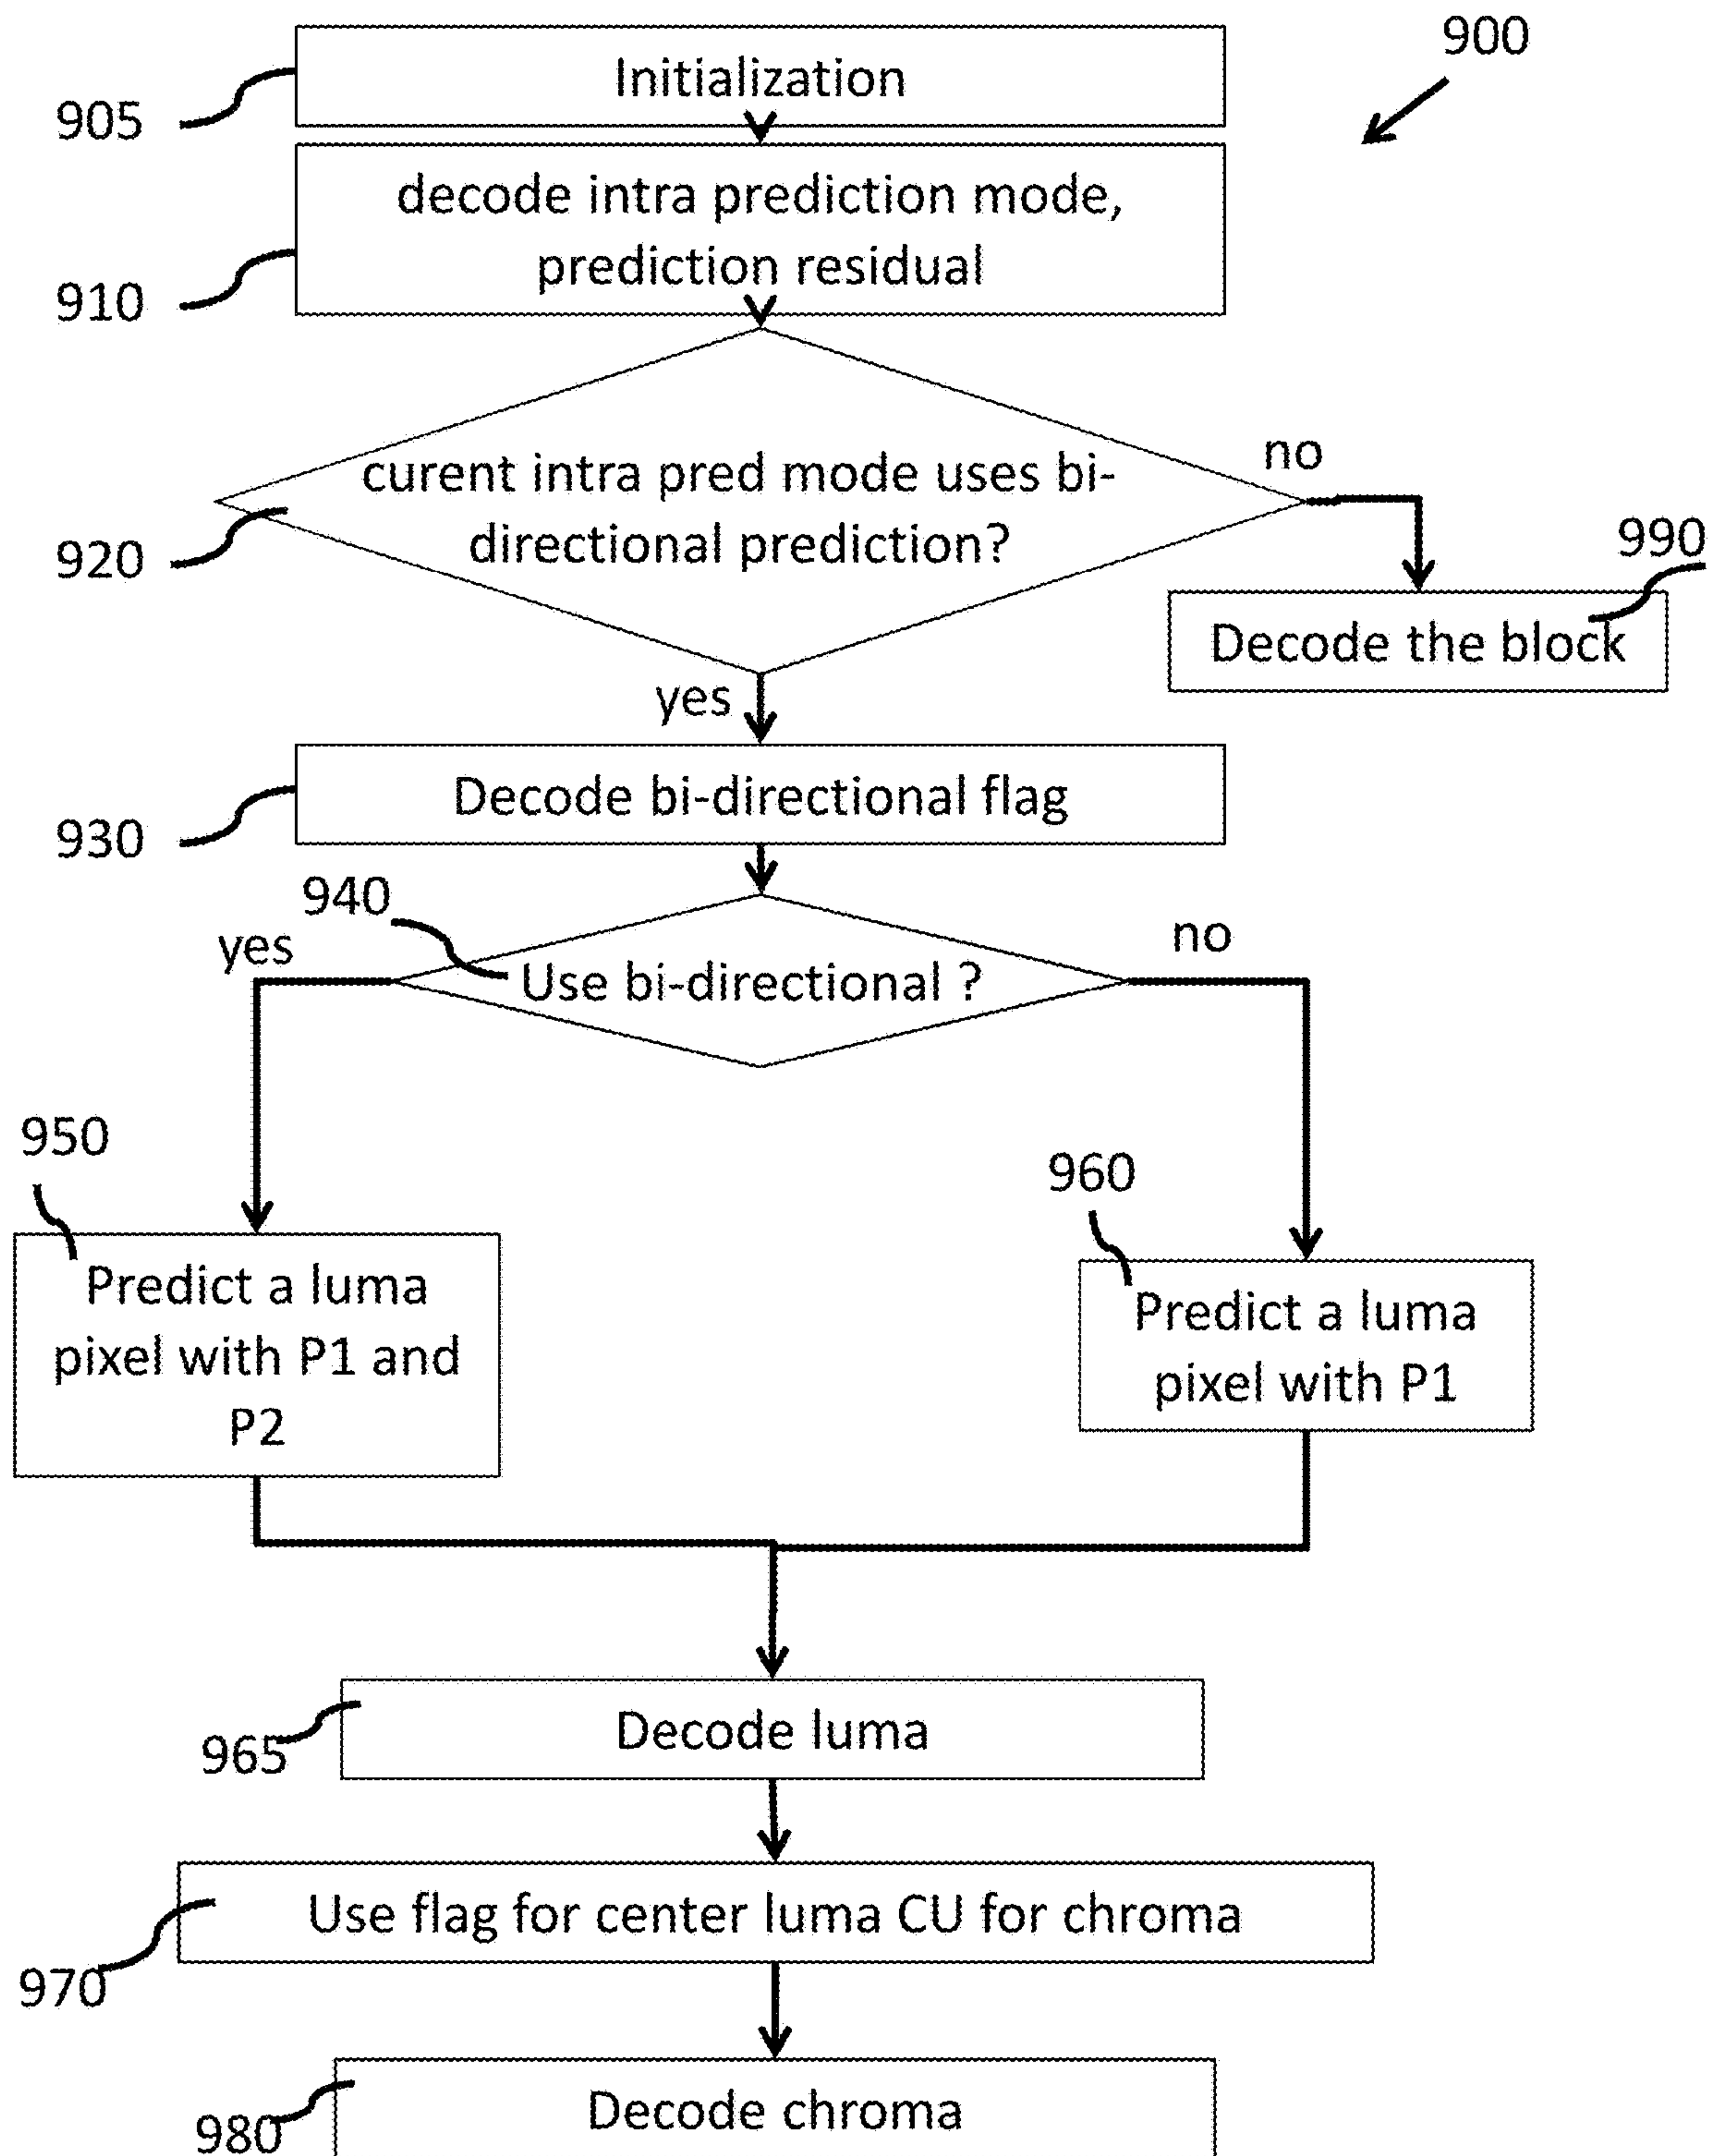 900
Initialization
905
decode intra prediction mode,
prediction residual
910
no
curent intra pred mode uses bi-
directional prediction?
920
990
Decode the block
yes
Decode bi-directional flag
930
940
yes
no
Use bi-directional ?
950
960
Predict a luma
pixel with P1 and
P2
Predict a luma
pixel with P1
Decode luma
965
Use flag for center luma CU for chroma
970
Decode chroma
980